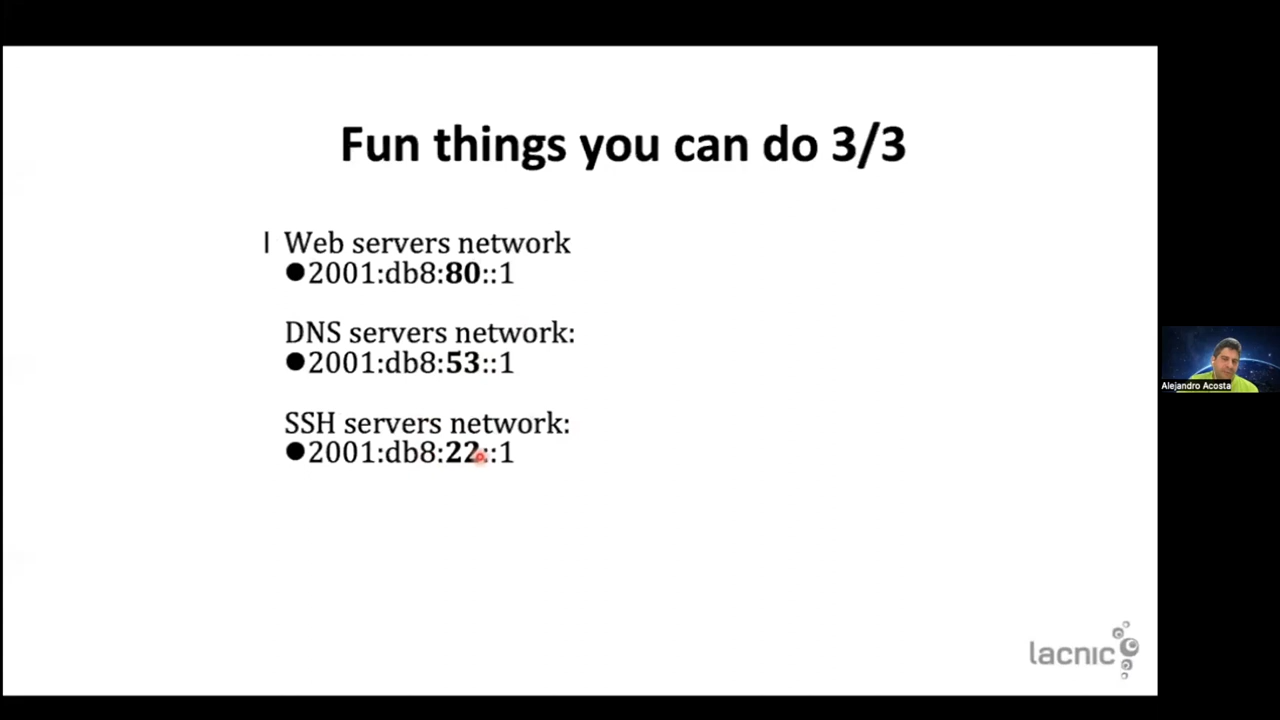 Fun things you can do 3/3
l Web servers network
●2001:db8:80::1
DNS servers network:
●2001:db8:53::1
SSH servers network:
●2001:db8:22::1
Alejandro Acosta
lacnic